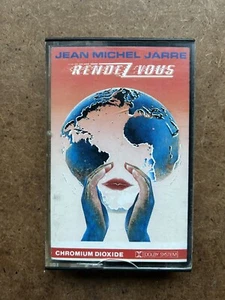 JEAN MICHEL JARRE
RENDEZ VOUS
CHROMIUM DIOXIDE DOLBY SYSTEM